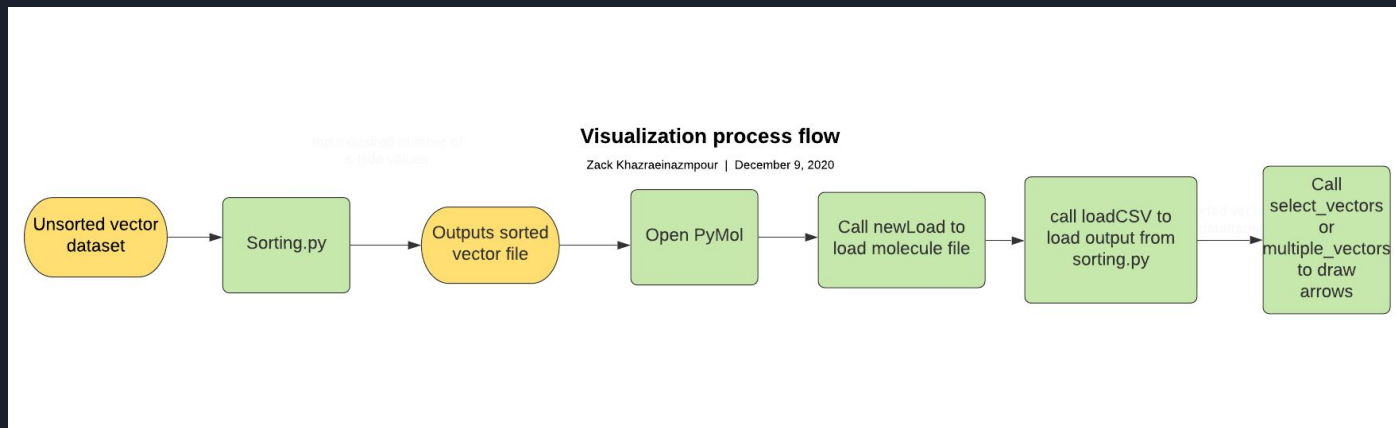 Visualization process flow
Zack Khazraeinazmpour | December 9, 2020
Unsorted vector
dataset
Sorting.py
Outputs sorted
vector file
Open PyMol
Call newLoad to
load molecule file
call loadCSV to
load output from
sorting.py
Call
select_vectors
or
multiple_vectors
to draw
arrows